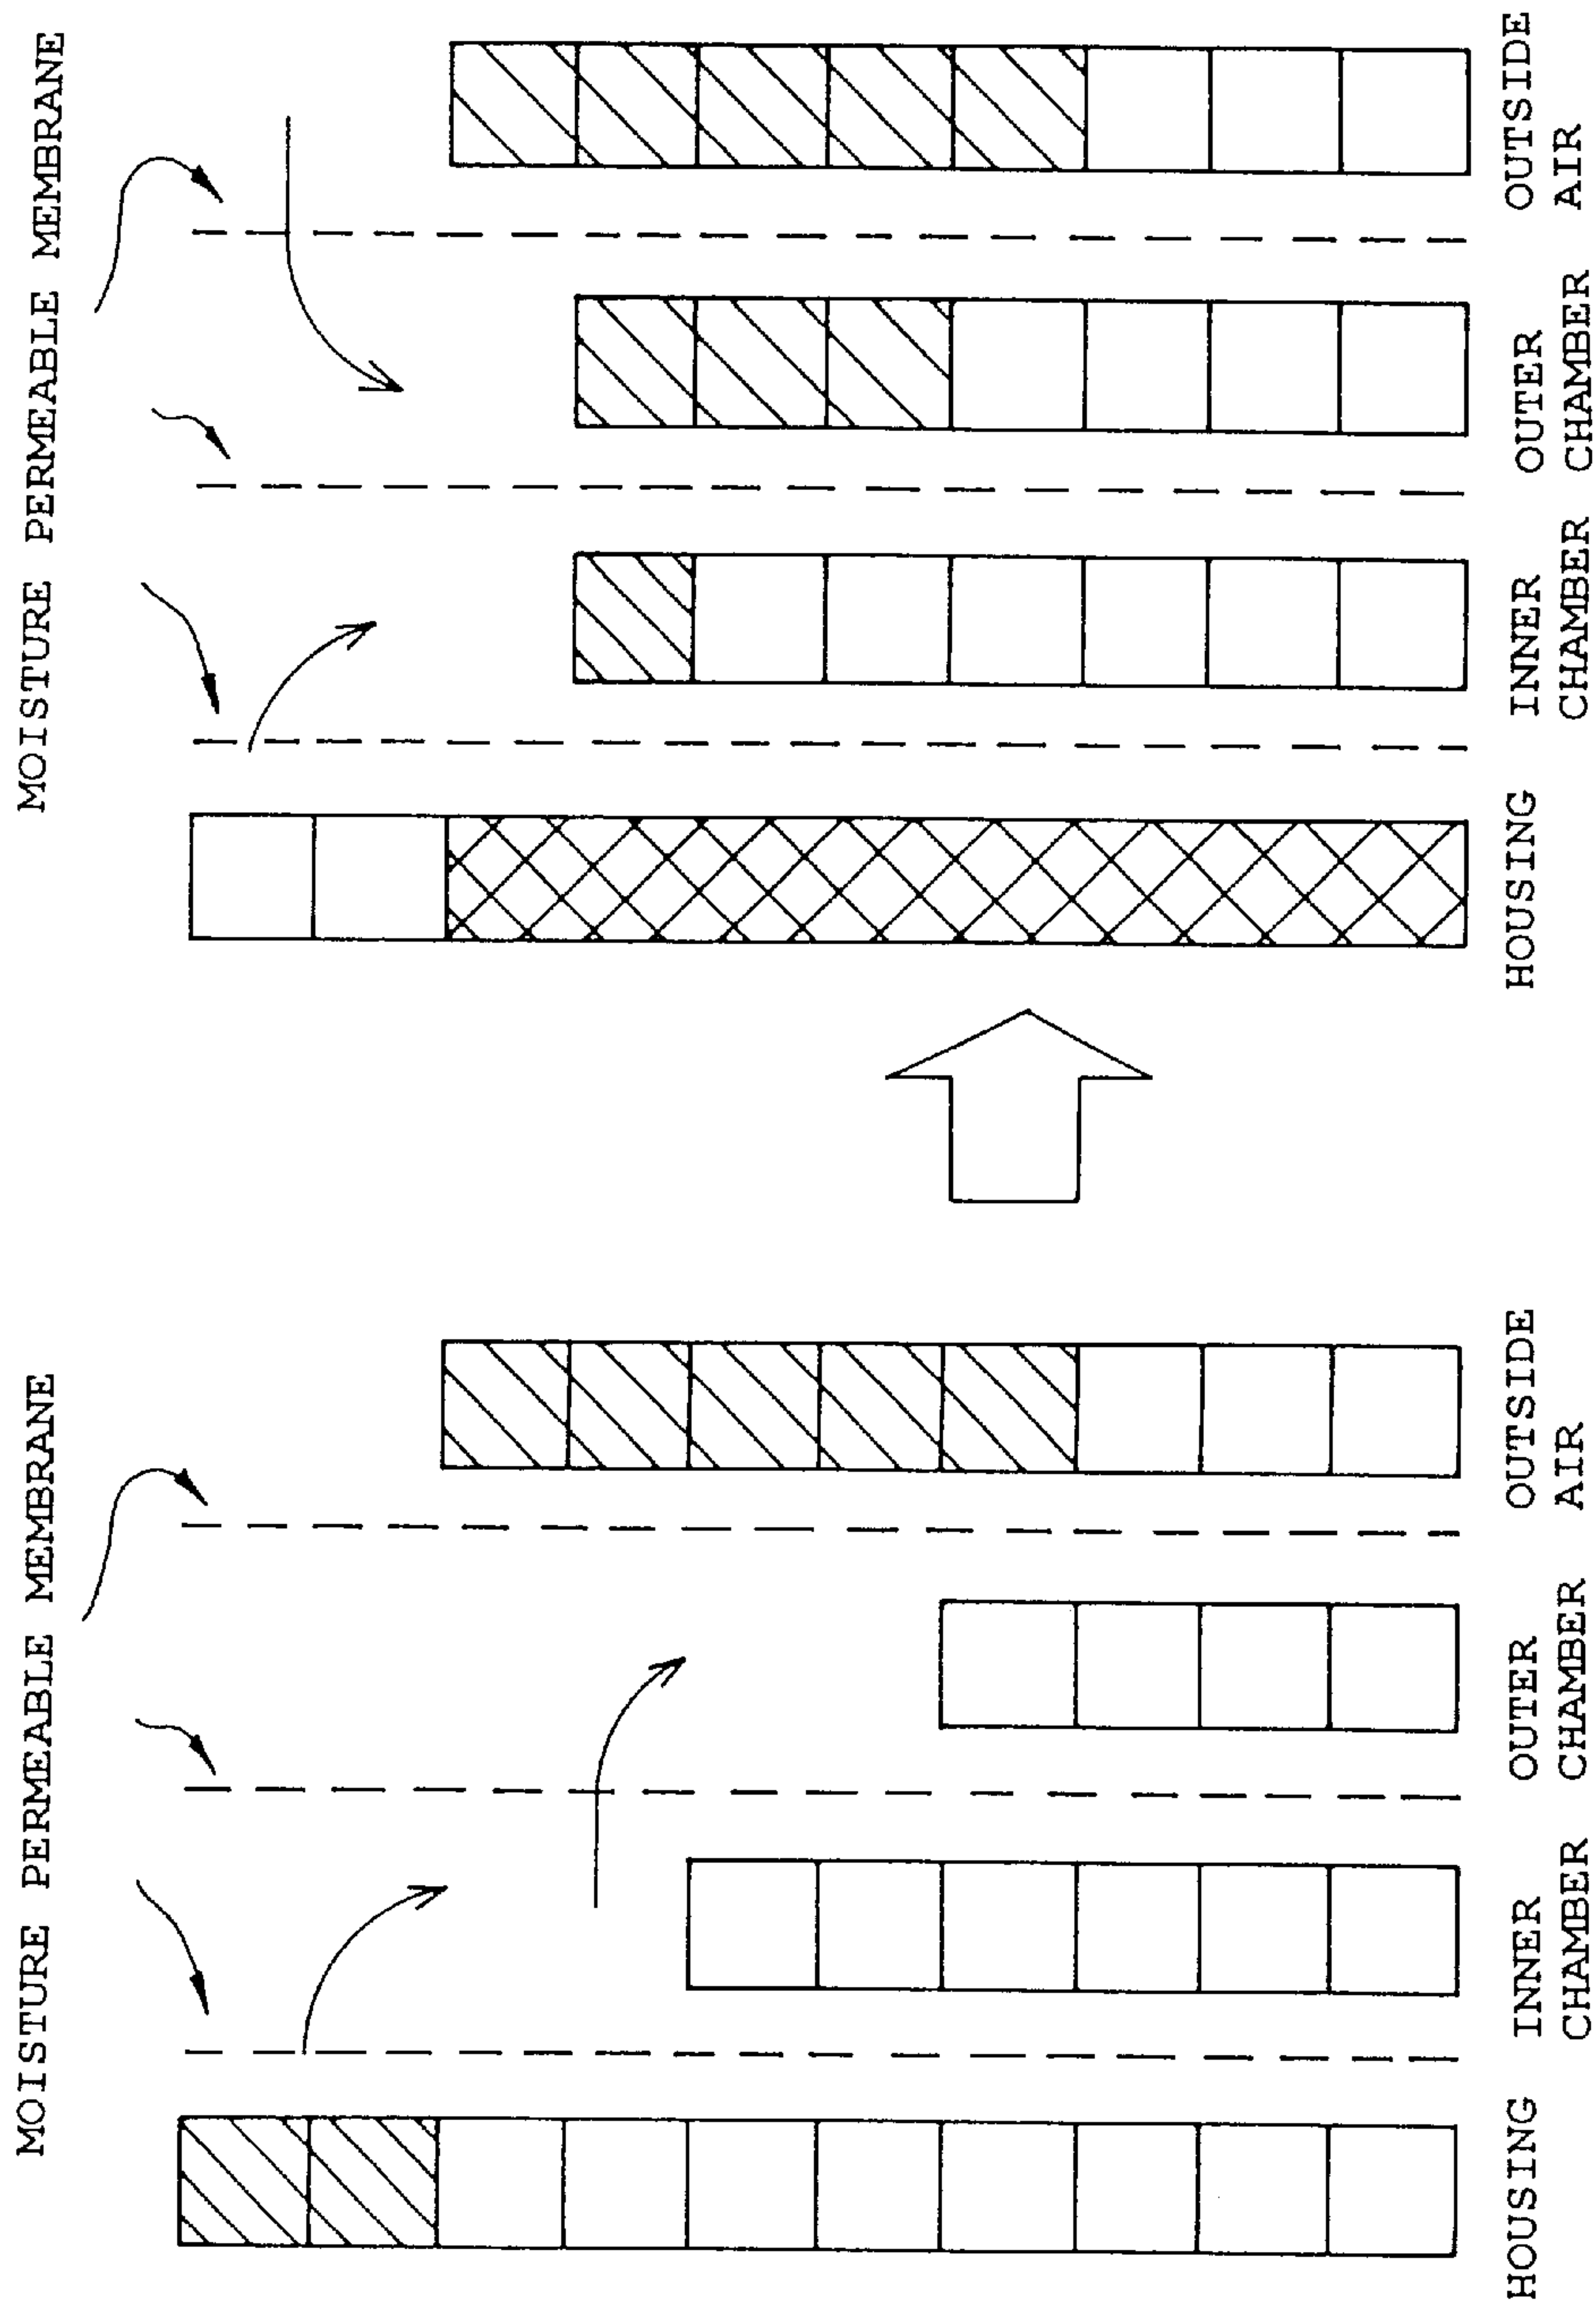 MOISTURE PERMEABLE MEMBRANE
HOUSING
INNER
CHAMBER
OUTER
CHAMBER
OUTSIDE
AIR
MOISTURE PERMEABLE MEMBRANE
HOUSING
INNER
CHAMBER
OUTER
CHAMBER
OUTSIDE
AIR